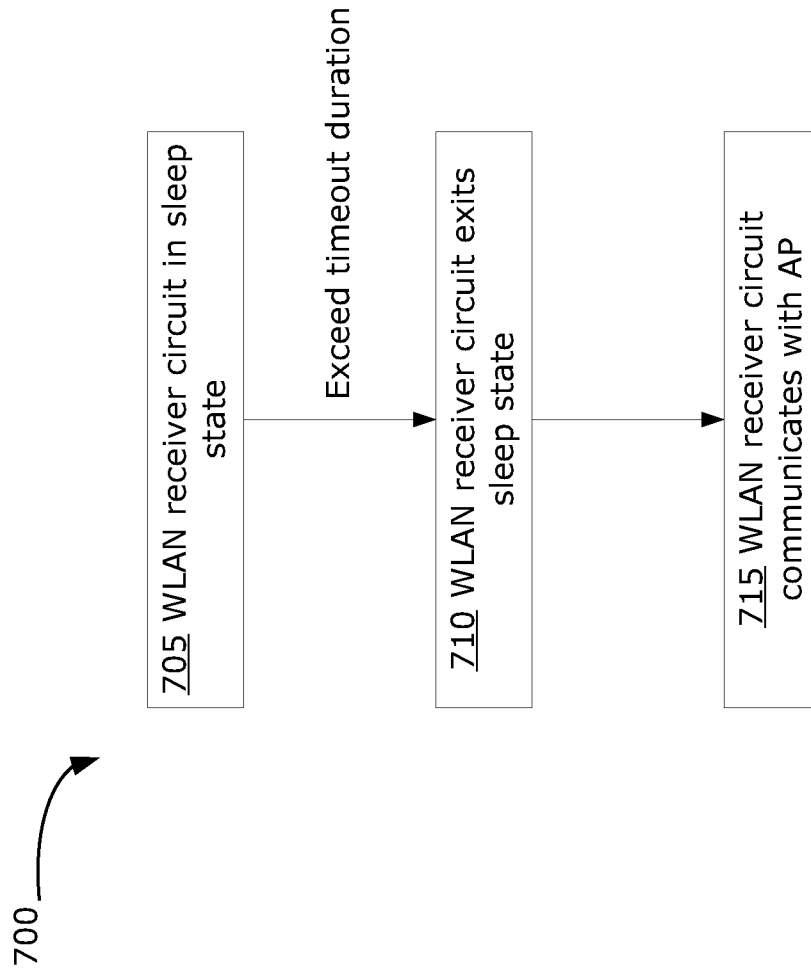 700
705 WLAN receiver circuit in sleep
state
Exceed timeout duration
710 WLAN receiver circuit exits
sleep state
715 WLAN receiver circuit
communicates with AP